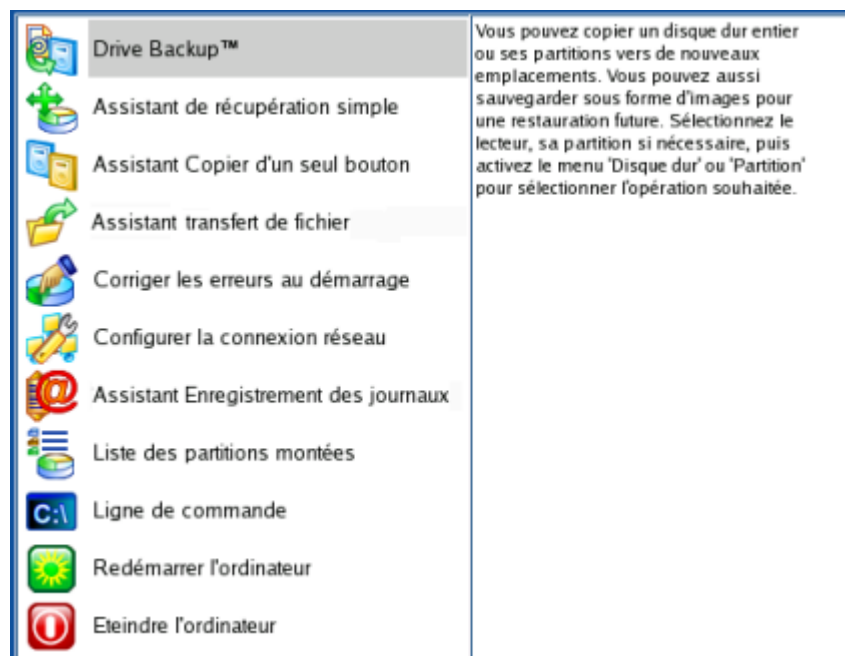 Drive Backup™
Assistant de récupération simple
Assistant Copier d'un seul bouton
Assistant transfert de fichier
Corriger les erreurs au démarrage
Configurer la connexion réseau
Assistant Enregistrement des journaux
Liste des partitions montées
C:\
Ligne de commande
Redémarrer l'ordinateur
Eteindre l'ordinateur
Vous pouvez copier un disque dur entier
ou ses partitions vers de nouveaux
emplacements. Vous pouvez aussi
sauvegarder sous forme d'images pour
une restauration future. Sélectionnez le
lecteur, sa partition si nécessaire, puis
activez le menu 'Disque dur' ou 'Partition'
pour sélectionner l'opération souhaitée.